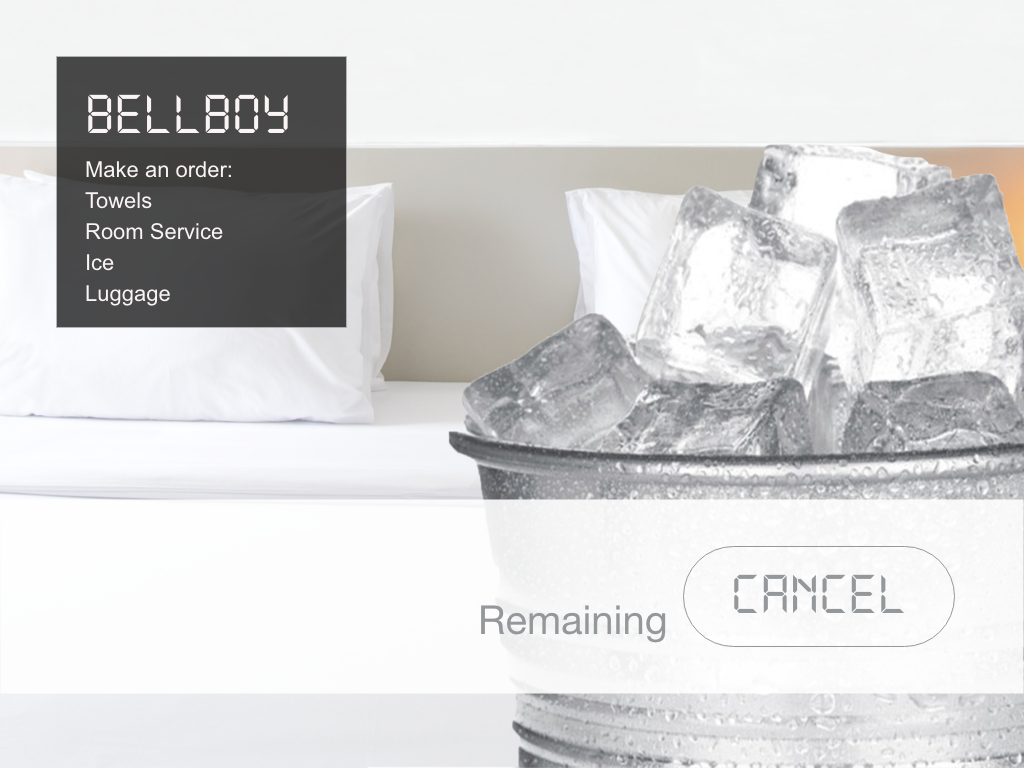 BELLBOY
Make an order:
Towels
Room Service
Ice
Luggage
Remaining
CANCEL